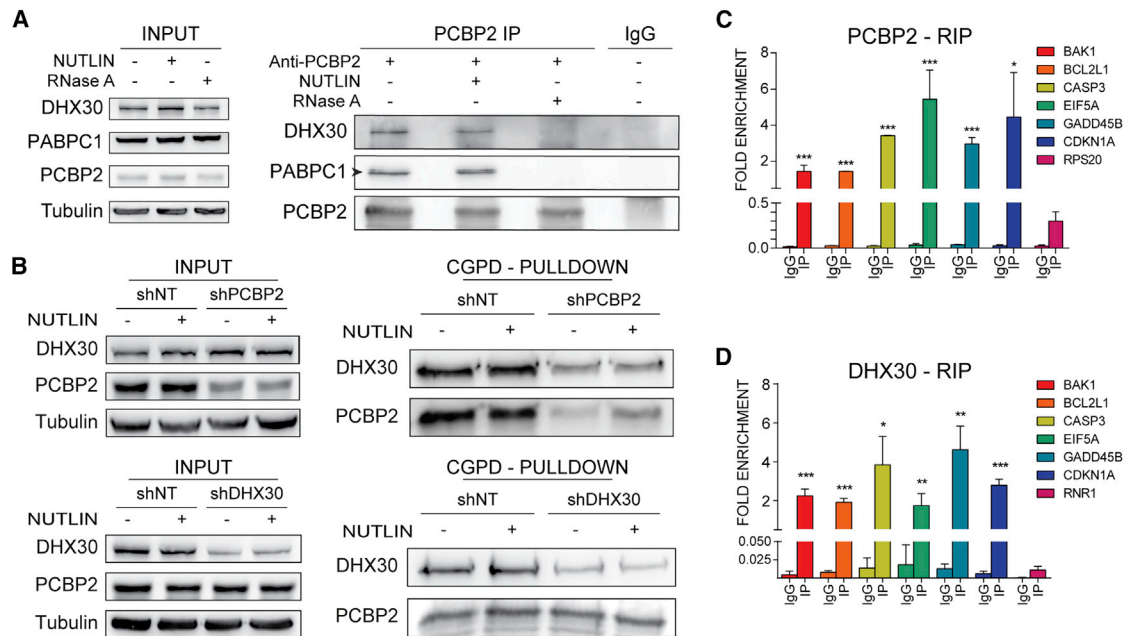 A
INPUT
NUTLIN - + -
RNase A - - +
DHX30
PABPC1
PCBP2
Tubulin
PCBP2 IP IgG
Anti-PCBP2 + + + -
NUTLIN - + - -
RNase A - - + -
DHX30
PABPC1
PCBP2
B
INPUT
shNT shPCBP2
NUTLIN - + - +
DHX30
PCBP2
Tubulin
CGPD - PULLDOWN
shNT shPCBP2
NUTLIN - + - +
DHX30
PCBP2
INPUT
shNT shDHX30
NUTLIN - + - +
DHX30
PCBP2
Tubulin
CGPD - PULLDOWN
shNT shDHX30
NUTLIN - + - +
DHX30
PCBP2
C
PCBP2 - RIP
FOLD ENRICHMENT
8
6
4
2
0.5
0.0
*** *** *** *** *** *
IgG IP IgG IP IgG IP IgG IP IgG IP IgG IP IgG IP
BAK1
BCL2L1
CASP3
EIF5A
GADD45B
CDKN1A
RPS20
D
DHX30 - RIP
FOLD ENRICHMENT
8
6
4
2
0.050
0.025
*** *** * ** ** ***
IgG IP IgG IP IgG IP IgG IP IgG IP IgG IP IgG IP
BAK1
BCL2L1
CASP3
EIF5A
GADD45B
CDKN1A
RNR1